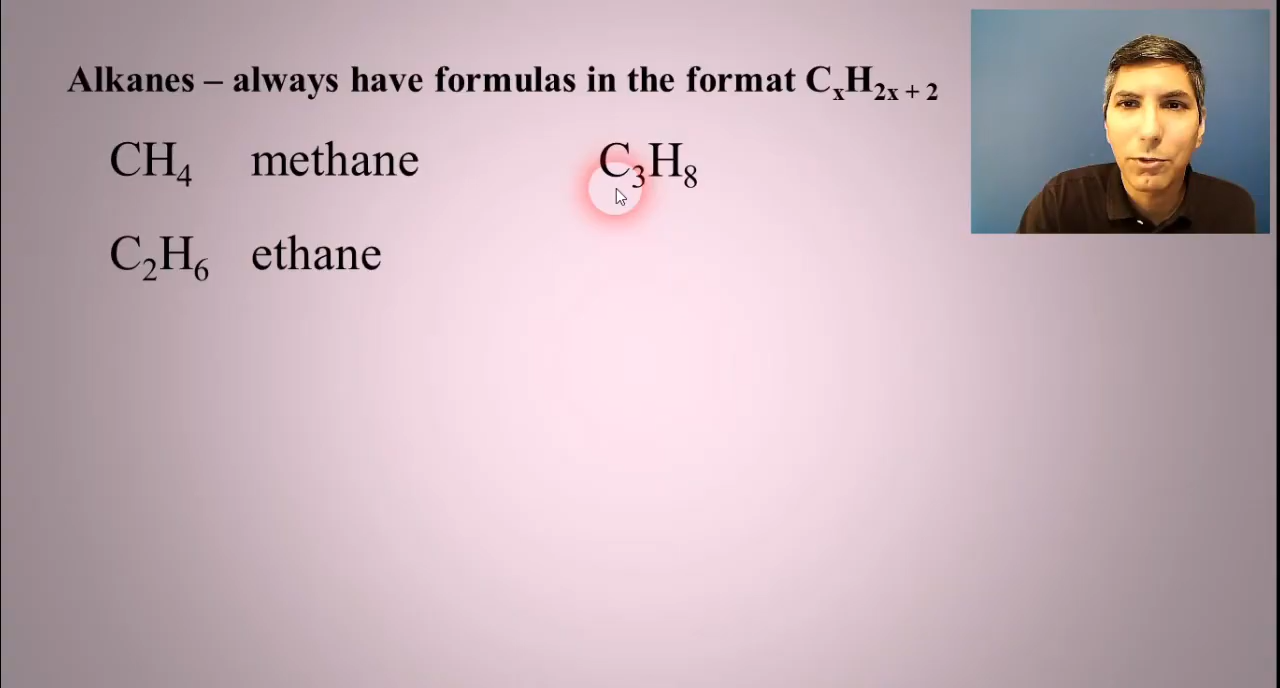 Alkanes – always have formulas in the format CₓH₂ₓ ₊ ₂
CH₄ methane C₃H₈
C₂H₆ ethane